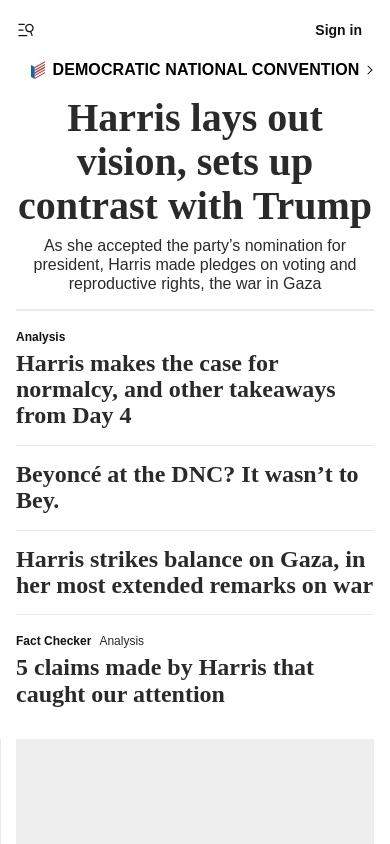 Sign in
DEMOCRATIC NATIONAL CONVENTION
Harris lays out
vision, sets up
contrast with Trump
As she accepted the party’s nomination for
president, Harris made pledges on voting and
reproductive rights, the war in Gaza
Analysis
Harris makes the case for
normalcy, and other takeaways
from Day 4
Beyoncé at the DNC? It wasn’t to
Bey.
Harris strikes balance on Gaza, in
her most extended remarks on war
Fact Checker Analysis
5 claims made by Harris that
caught our attention